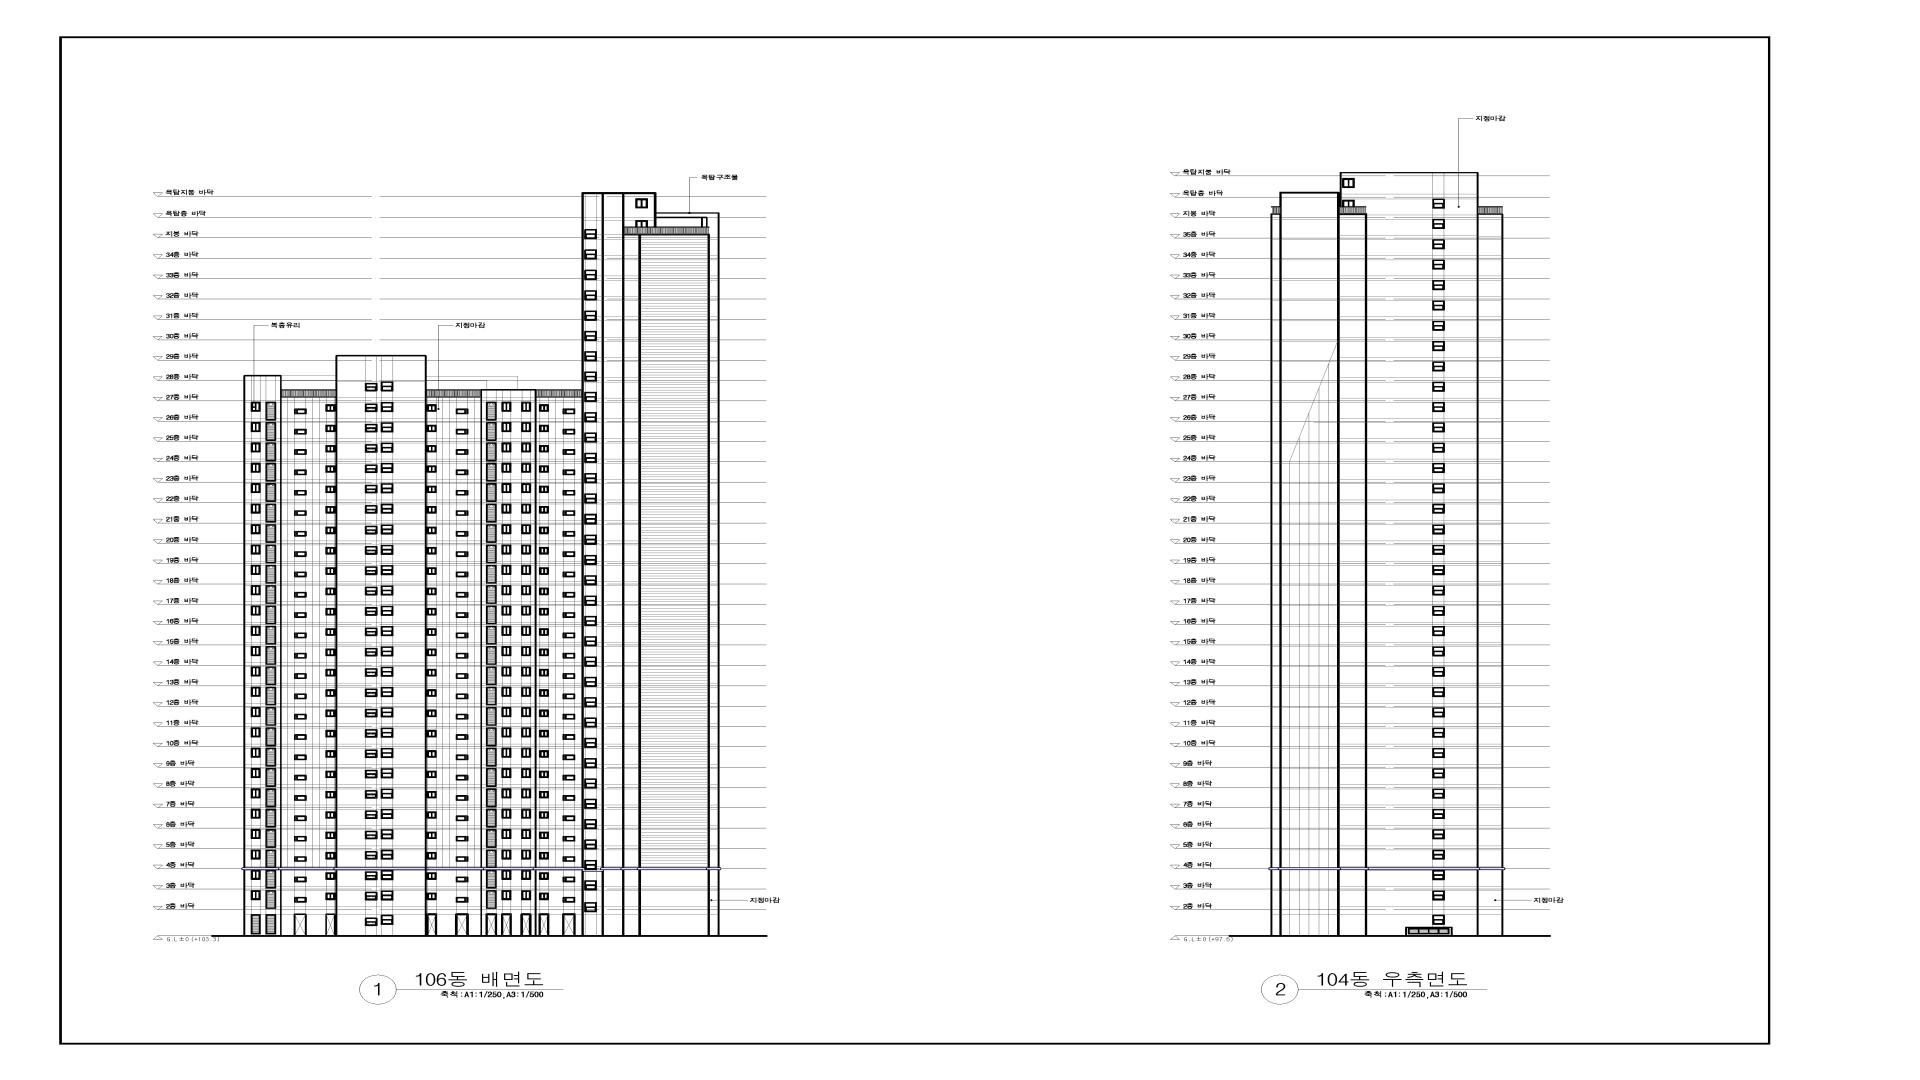 옥탑지붕 바닥
옥탑층 바닥
지붕 바닥
34층 바닥
33층 바닥
32층 바닥
31층 바닥
30층 바닥
29층 바닥
28층 바닥
27층 바닥
26층 바닥
25층 바닥
24층 바닥
23층 바닥
22층 바닥
21층 바닥
20층 바닥
19층 바닥
18층 바닥
17층 바닥
16층 바닥
15층 바닥
14층 바닥
13층 바닥
12층 바닥
11층 바닥
10층 바닥
9층 바닥
8층 바닥
7층 바닥
6층 바닥
5층 바닥
4층 바닥
3층 바닥
2층 바닥
G.L±0(+103.3)
복층유리
지정마감
옥탑구조물
지정마감
1
106동 배면도
축척:A1:1/250,A3:1/500
지정마감
옥탑지붕 바닥
옥탑층 바닥
지붕 바닥
35층 바닥
34층 바닥
33층 바닥
32층 바닥
31층 바닥
30층 바닥
29층 바닥
28층 바닥
27층 바닥
26층 바닥
25층 바닥
24층 바닥
23층 바닥
22층 바닥
21층 바닥
20층 바닥
19층 바닥
18층 바닥
17층 바닥
16층 바닥
15층 바닥
14층 바닥
13층 바닥
12층 바닥
11층 바닥
10층 바닥
9층 바닥
8층 바닥
7층 바닥
6층 바닥
5층 바닥
4층 바닥
3층 바닥
2층 바닥
G.L±0(+97.6)
지정마감
2
104동 우측면도
축척:A1:1/250,A3:1/500